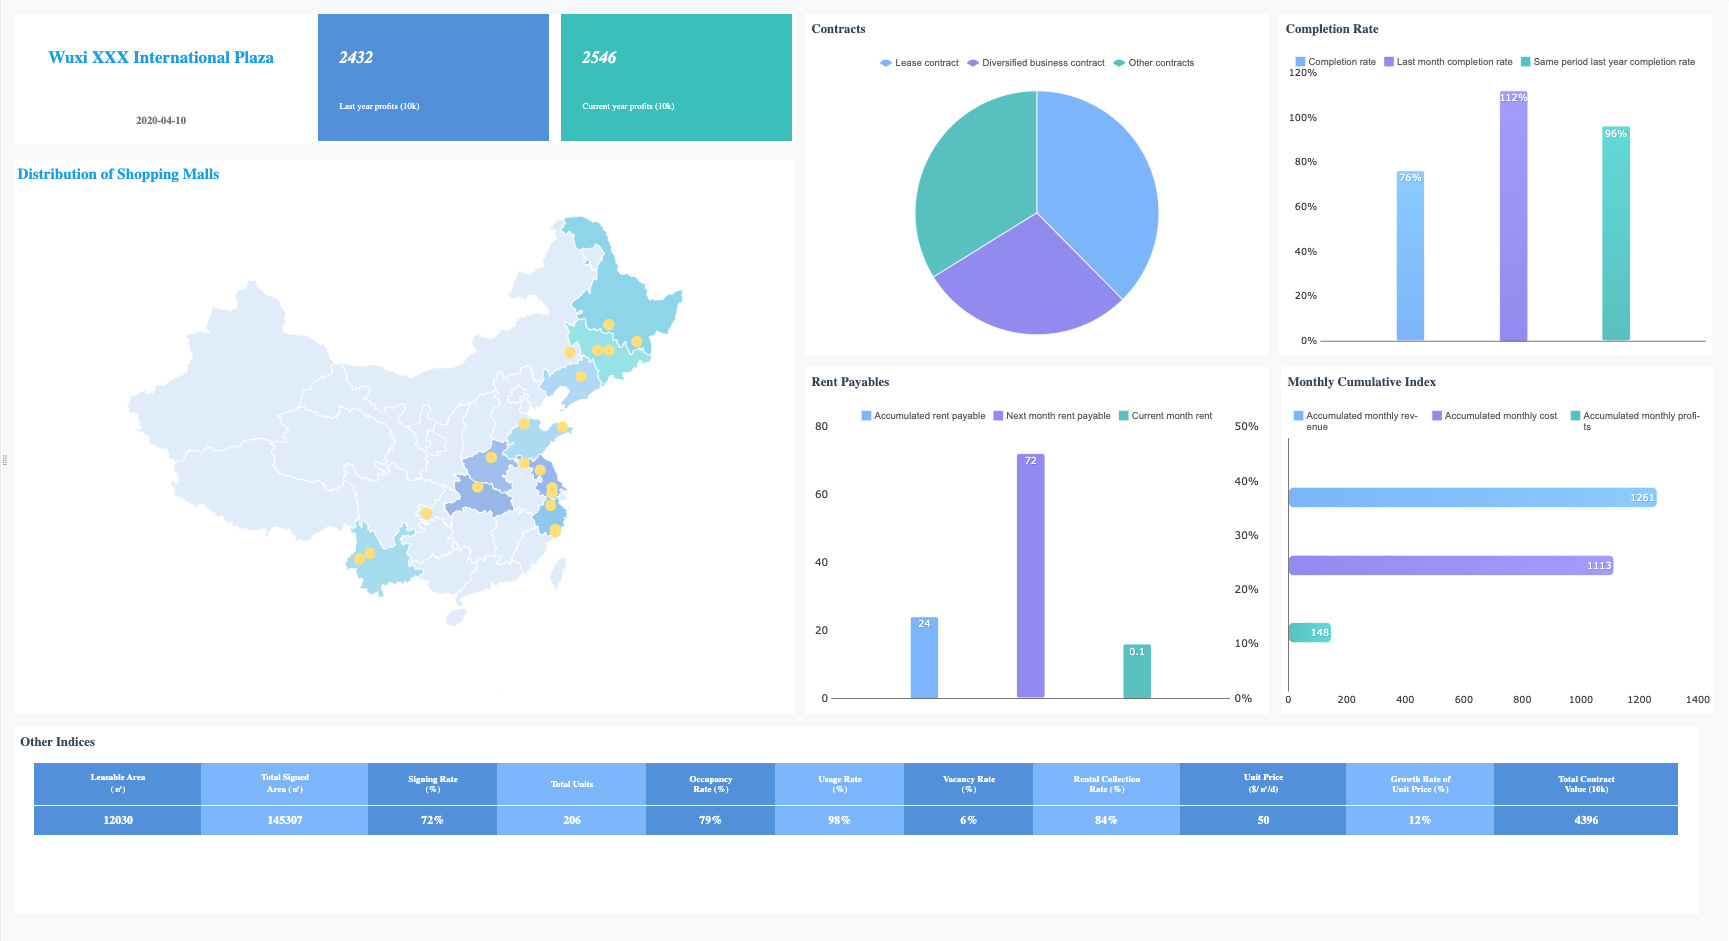 Wuxi XXX International Plaza
2020-04-10
2432
Last year profits (10k)
2546
Current year profits (10k)
Distribution of Shopping Malls
Contracts
Lease contract
Diversified business contract
Other contracts
Completion Rate
Completion rate
Last month completion rate
Same period last year completion rate
120%
100%
80%
60%
40%
20%
0%
76%
112%
96%
Rent Payables
Accumulated rent payable
Next month rent payable
Current month rent
80
60
40
20
0
50%
40%
30%
20%
10%
0%
24
72
0.1
Monthly Cumulative Index
Accumulated monthly rev-
enue
Accumulated monthly cost
Accumulated monthly profi-
ts
1261
1113
148
0 200 400 600 800 1000 1200 1400
Other Indices
Leasable Area
(㎡)
Total Signed
Area (㎡)
Signing Rate
(%)
Total Units
Occupancy
Rate (%)
Usage Rate
(%)
Vacancy Rate
(%)
Rental Collection
Rate (%)
Unit Price
($/㎡/d)
Growth Rate of
Unit Price (%)
Total Contract
Value (10k)
12030 145307 72% 206 79% 98% 6% 84% 50 12% 4396